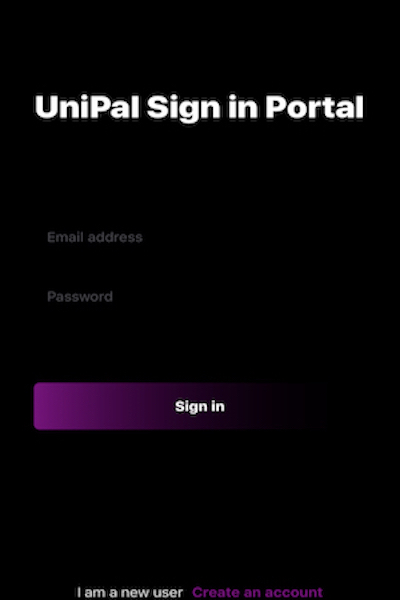 UniPal Sign in Portal
Email address
Password
Sign in
I am a new user Create an account